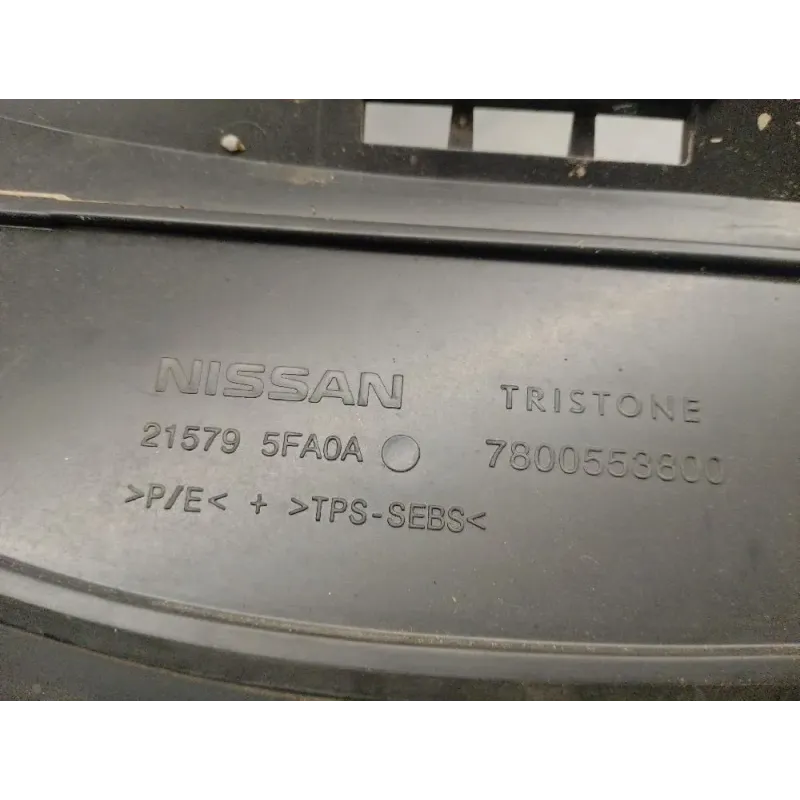 NISSAN
TRISTONE
21579 5FA0A
7800553800
>P/E< + >TPS-SEBS<